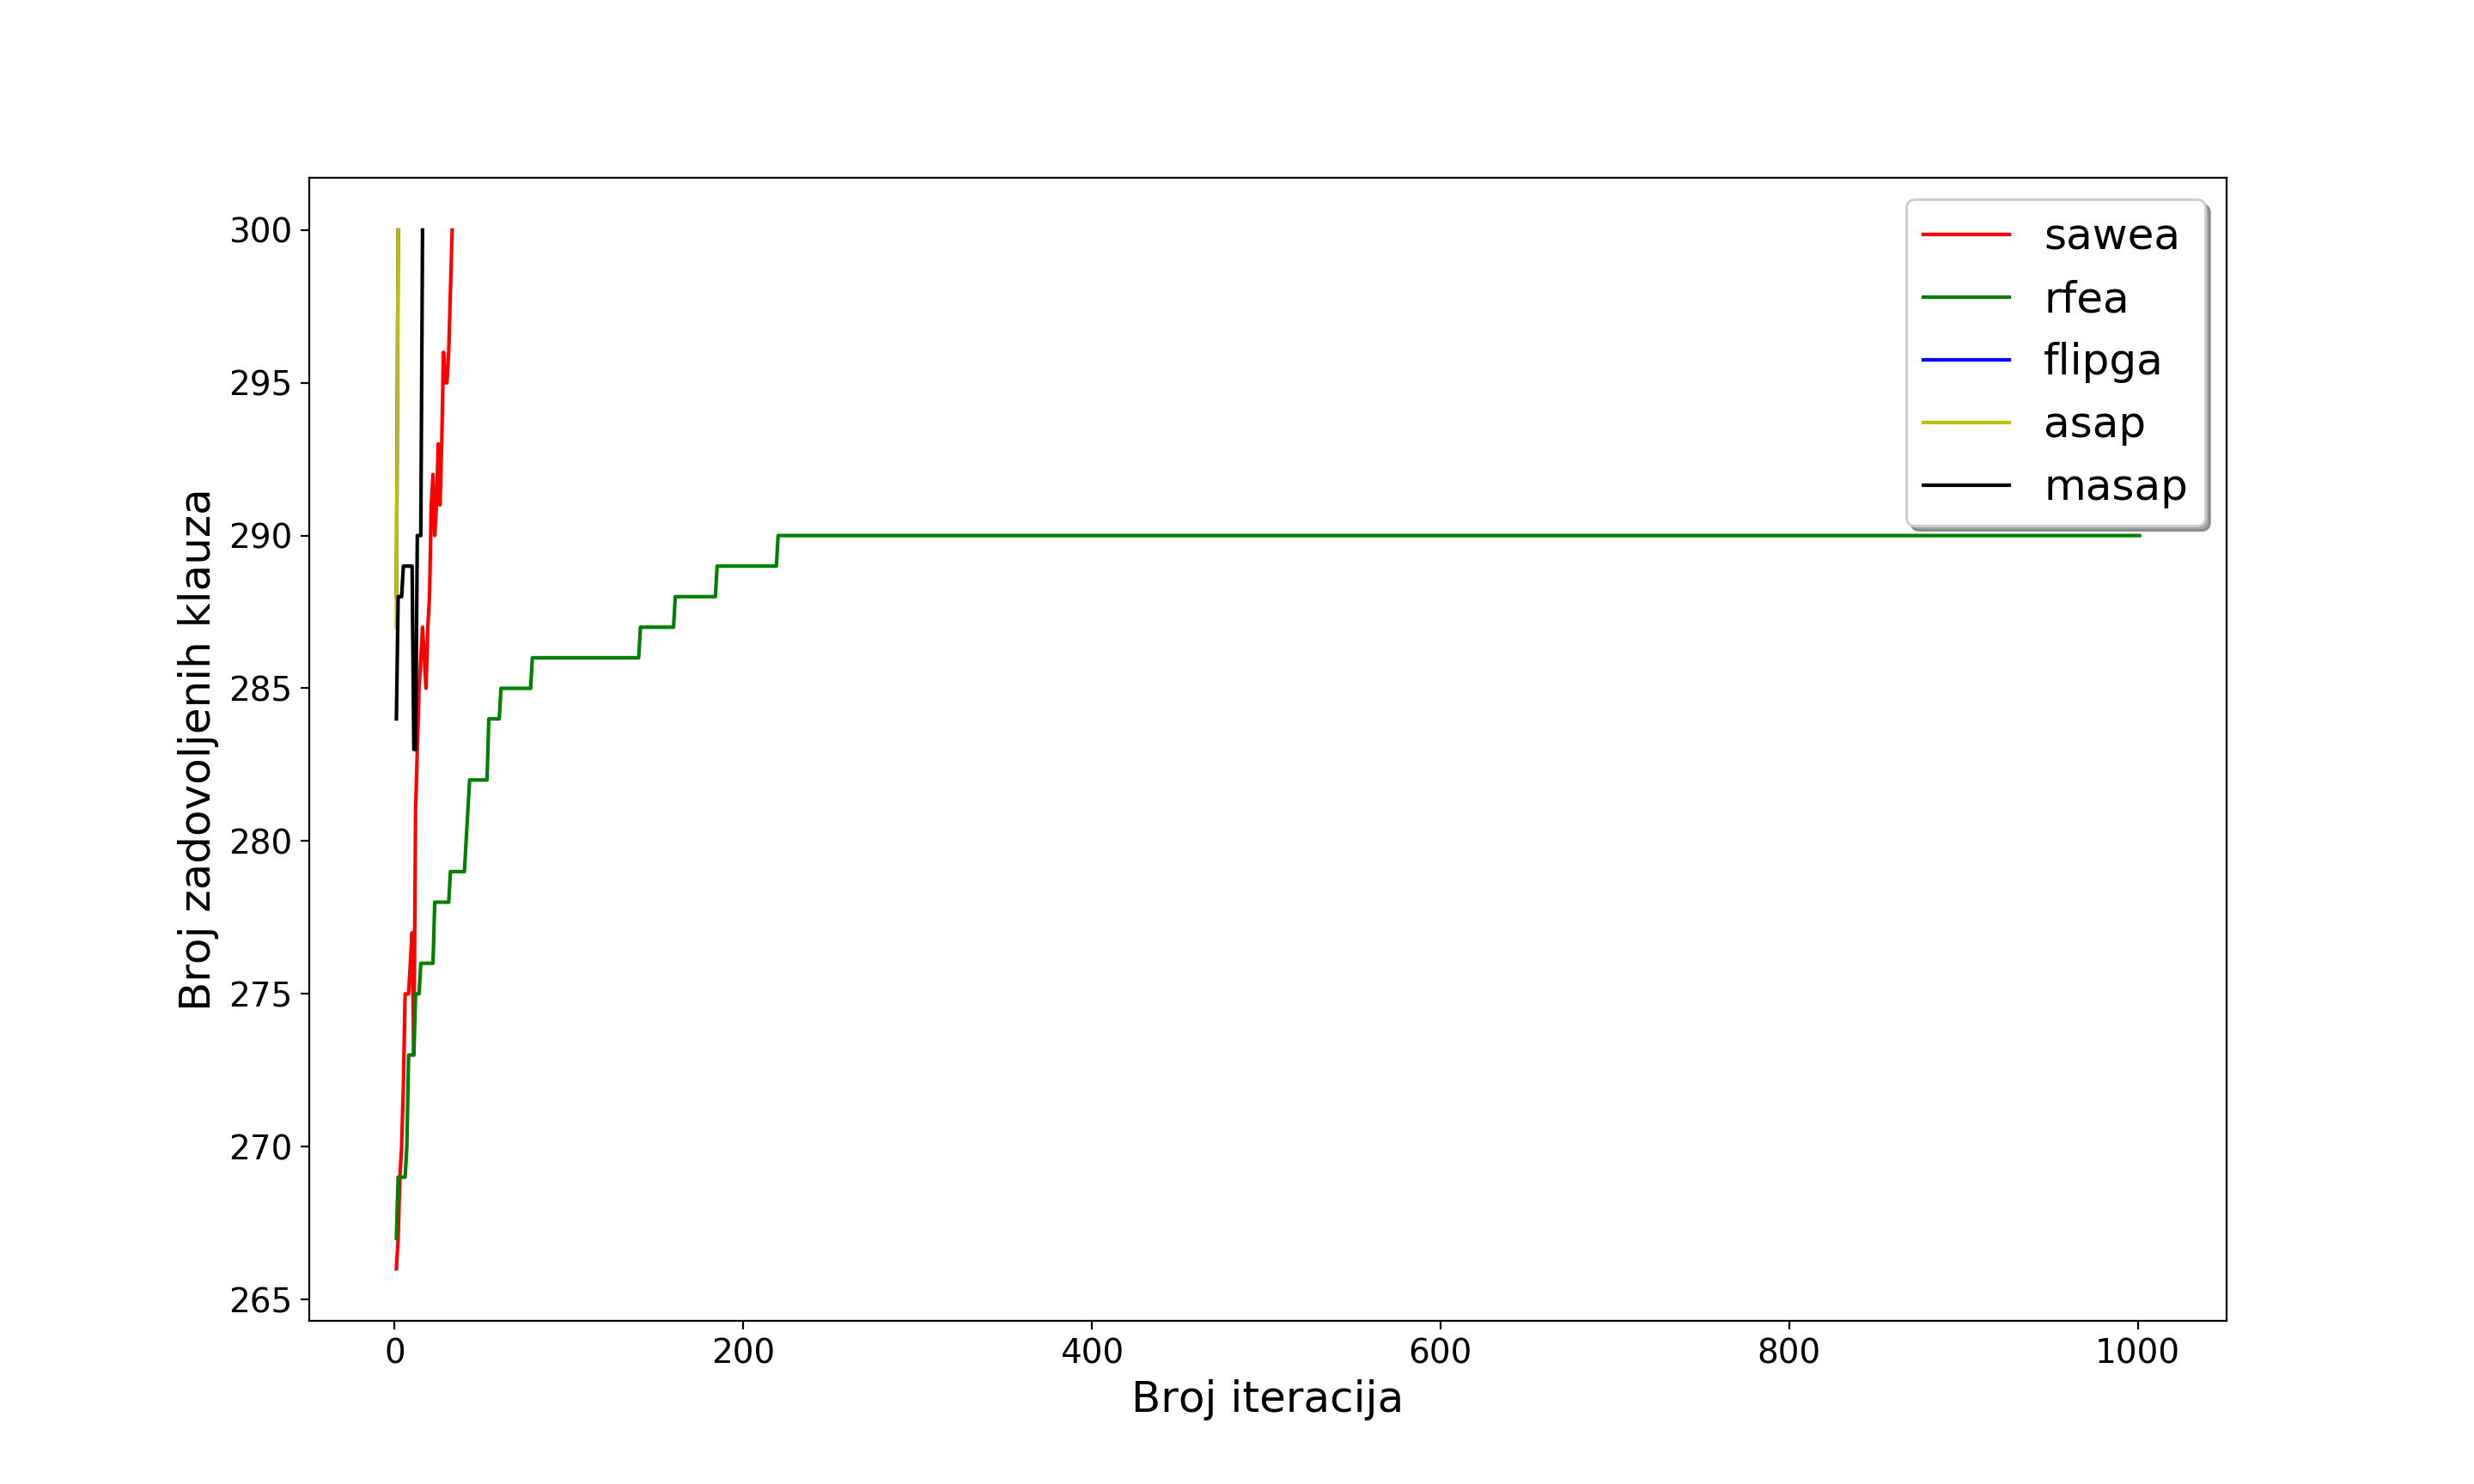 300
295
290
285
280
275
270
265
Broj zadovoljenih klauza
0 200 400 600 800 1000
Broj iteracija
sawea
rfea
flipga
asap
masap